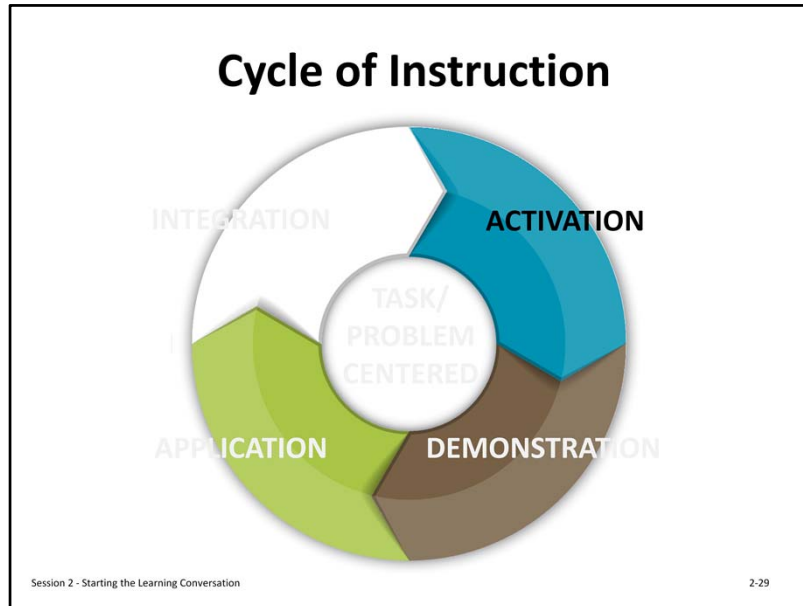 Cycle of Instruction
INTEGRATION
ACTIVATION
TASK/
PROBLEM
CENTERED
APPLICATION
DEMONSTRATION
Session 2 - Starting the Learning Conversation
2-29